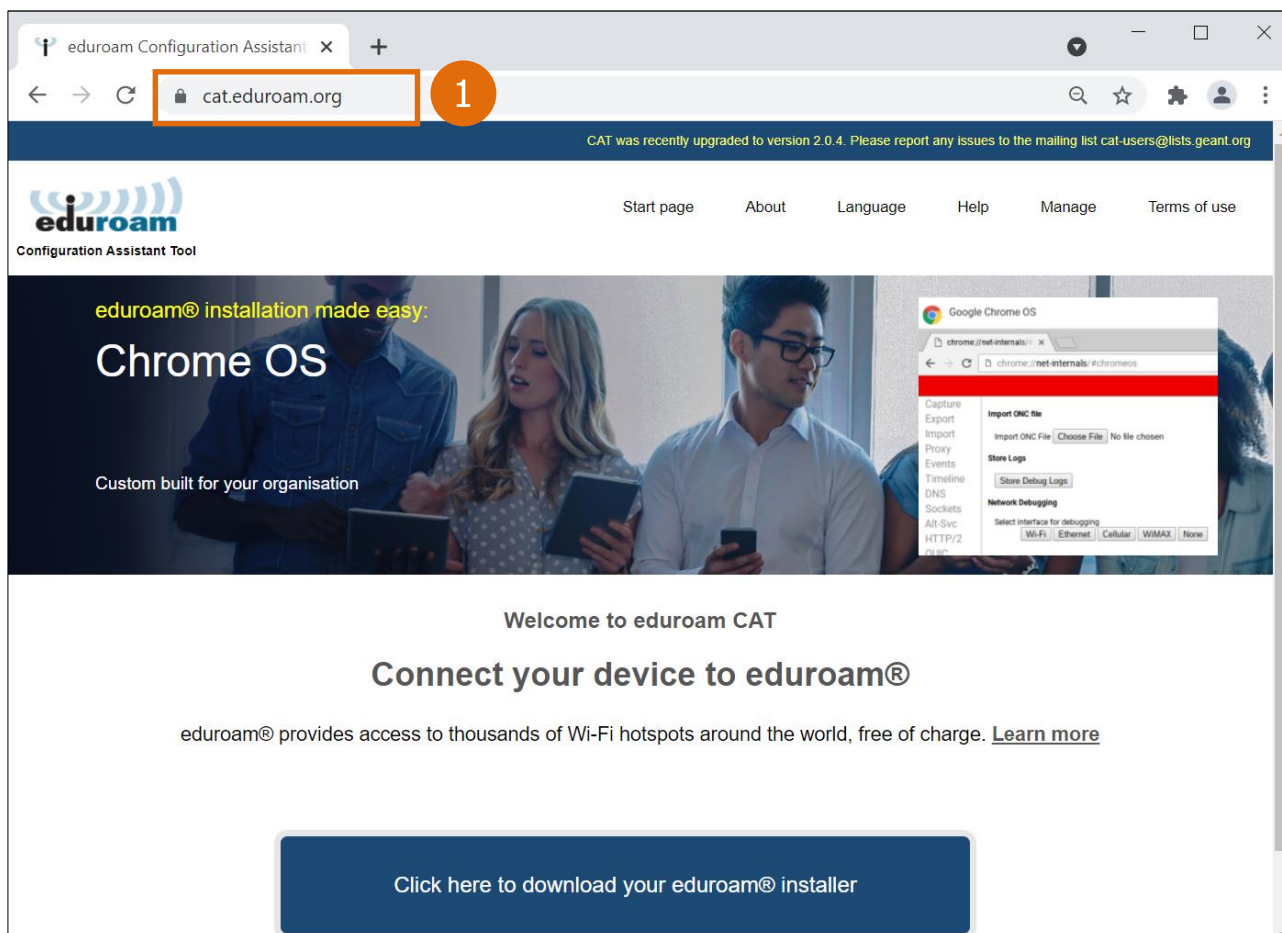 eduroam Configuration Assistant
cat.eduroam.org
1
CAT was recently upgraded to version 2.0.4. Please report any issues to the mailing list cat-users@lists.geant.org
eduroam
Configuration Assistant Tool
Start page About Language Help Manage Terms of use
eduroam® installation made easy:
Chrome OS
Custom built for your organisation
Google Chrome OS
chrome://net-internals/
chrome://net-internals/#chromeos
Capture
Export
Import
Proxy
Events
Timeline
DNS
Sockets
Alt-Svc
HTTP/2
QUIC
Import ONC file
Import ONC File Choose File No file chosen
Store Logs
Store Debug Logs
Network Debugging
Select interface for debugging
Wi-Fi Ethernet Cellular WiMAX None
Welcome to eduroam CAT
Connect your device to eduroam®
eduroam® provides access to thousands of Wi-Fi hotspots around the world, free of charge. Learn more
Click here to download your eduroam® installer